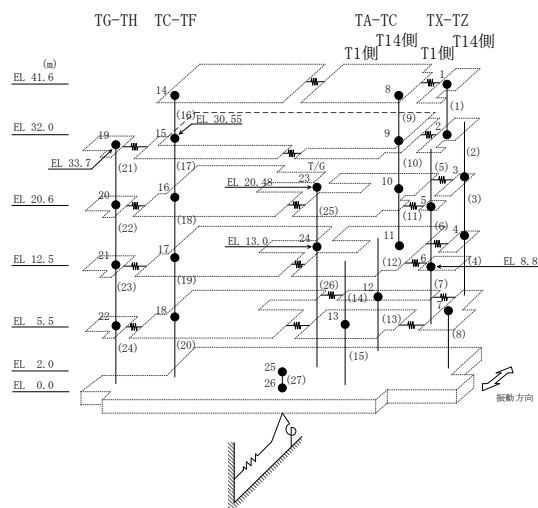 TG-TH TC-TF TA-TC TX-TZ
T14側 T14側
T1側 T1側
(m)
EL 41.6
14 8 1
(16) EL 30.55 (9) (1)
EL 32.0
19 15 9 2
EL 33.7 (21) (17) (10) (2)
T/G
EL 20.48 23 (5) 3
16 10 (3)
EL 20.6 20 (25) 5
(22) (18) (11)
EL 13.0 24 11 (6) 4
EL 12.5 21 17 6 (4) EL 8.8
(23) (19) (12)
(26) (14) 12 (7)
EL 5.5 22 18 13 (13) 7
(24) (20) (15) (8)
EL 2.0 25
EL 0.0 26 (27)
振動方向